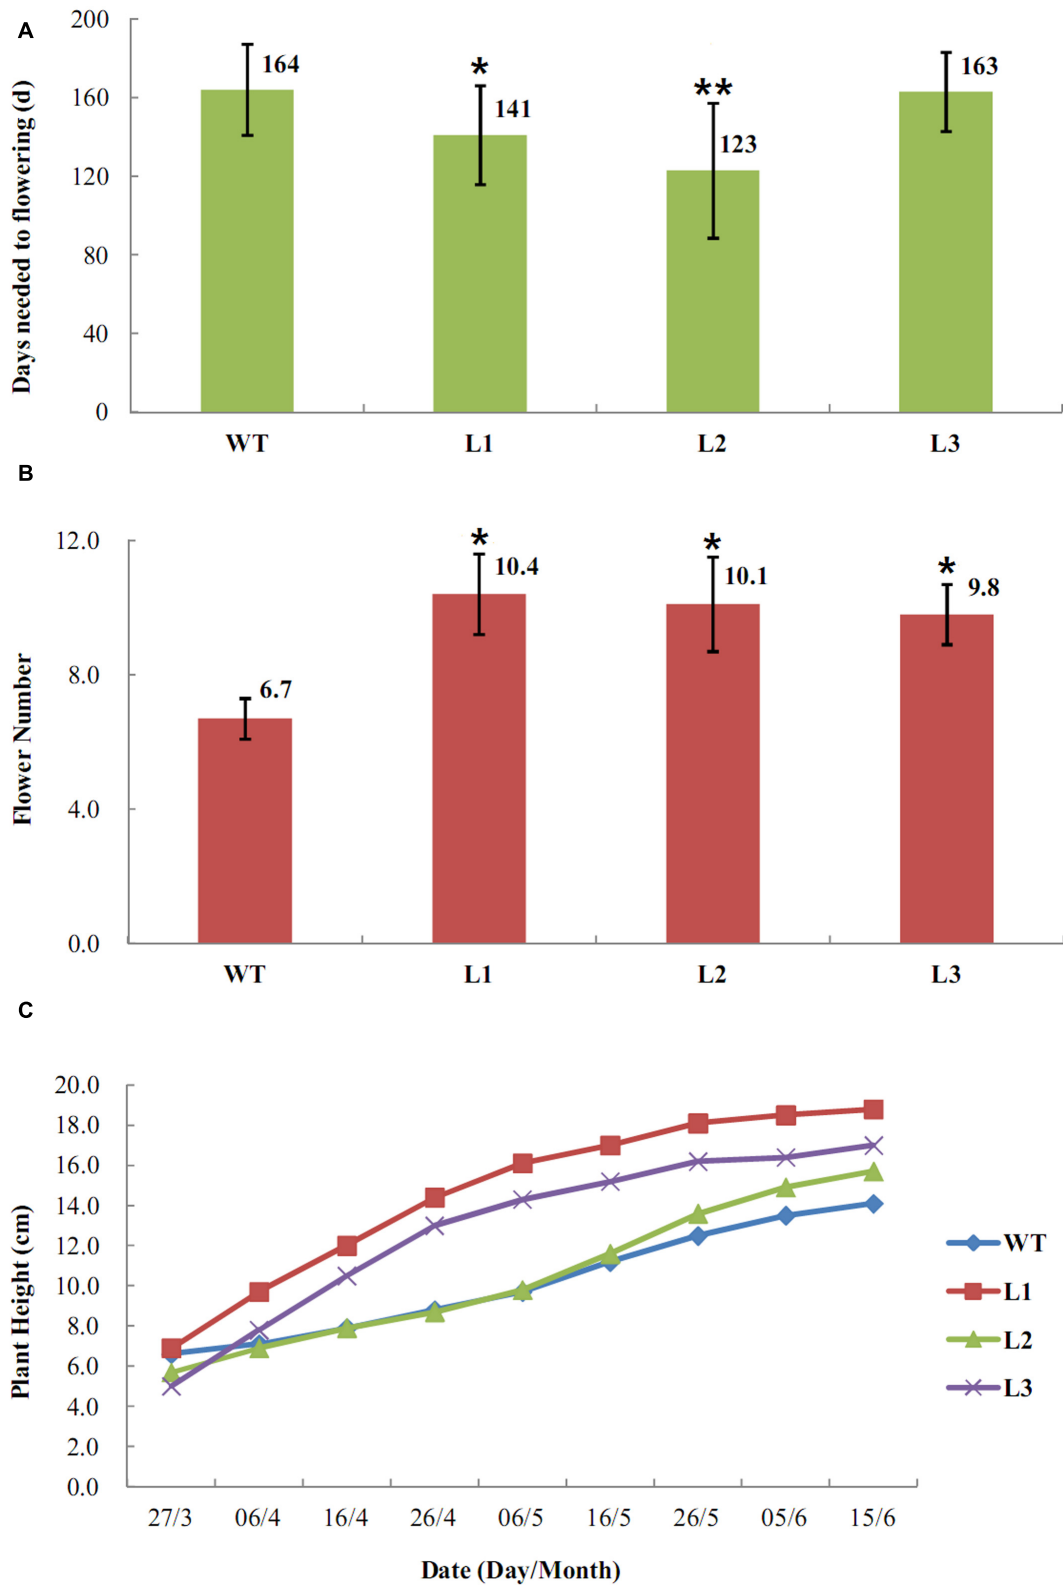 A
Days needed to flowering (d)
200
160
120
80
40
0
164
*
141
**
123
163
WT L1 L2 L3
B
Flower Number
12.0
8.0
4.0
0.0
6.7
*
10.4
*
10.1
*
9.8
WT L1 L2 L3
C
Plant Height (cm)
20.0
18.0
16.0
14.0
12.0
10.0
8.0
6.0
4.0
2.0
0.0
27/3 06/4 16/4 26/4 06/5 16/5 26/5 05/6 15/6
Date (Day/Month)
WT
L1
L2
L3